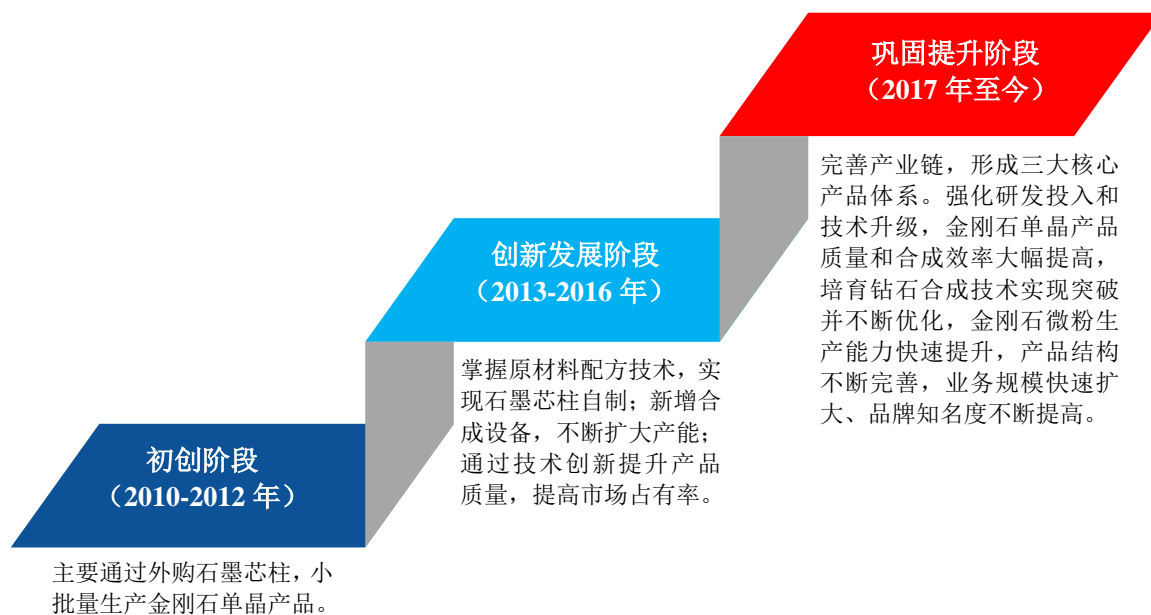 初创阶段
（2010-2012 年）
主要通过外购石墨芯柱，小
批量生产金刚石单晶产品。
创新发展阶段
（2013-2016 年）
掌握原材料配方技术，实
现石墨芯柱自制；新增合
成设备，不断扩大产能；
通过技术创新提升产品
质量，提高市场占有率。
巩固提升阶段
（2017 年至今）
完善产业链，形成三大核心
产品体系。强化研发投入和
技术升级，金刚石单晶产品
质量和合成效率大幅提高，
培育钻石合成技术实现突破
并不断优化，金刚石微粉生
产能力快速提升，产品结构
不断完善，业务规模快速扩
大、品牌知名度不断提高。